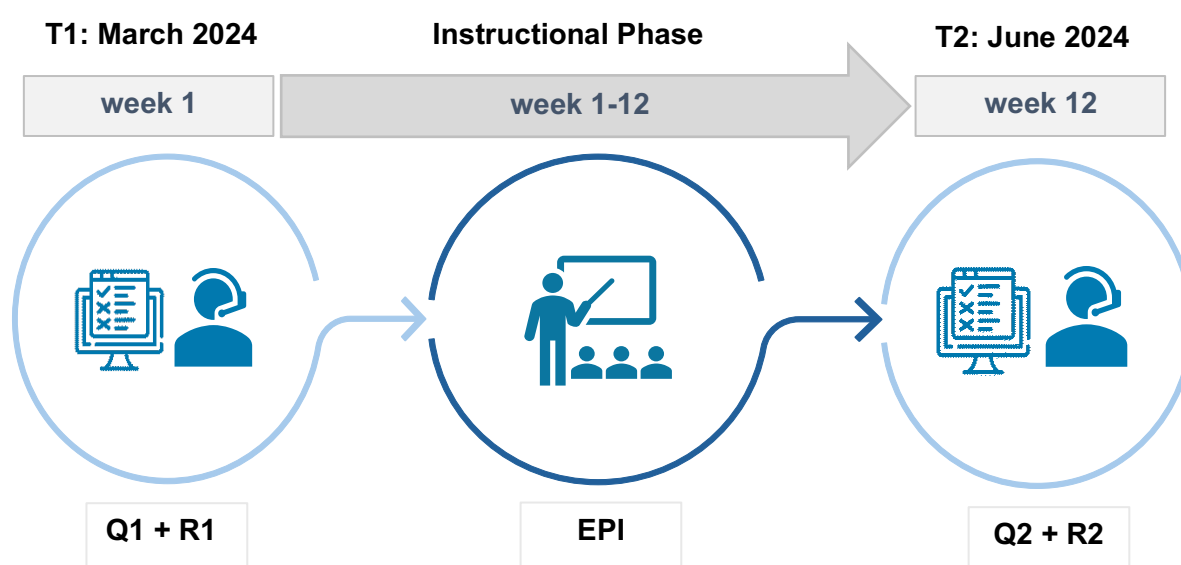 T1: March 2024
Instructional Phase
T2: June 2024
week 1
week 1-12
week 12
Q1 + R1
EPI
Q2 + R2